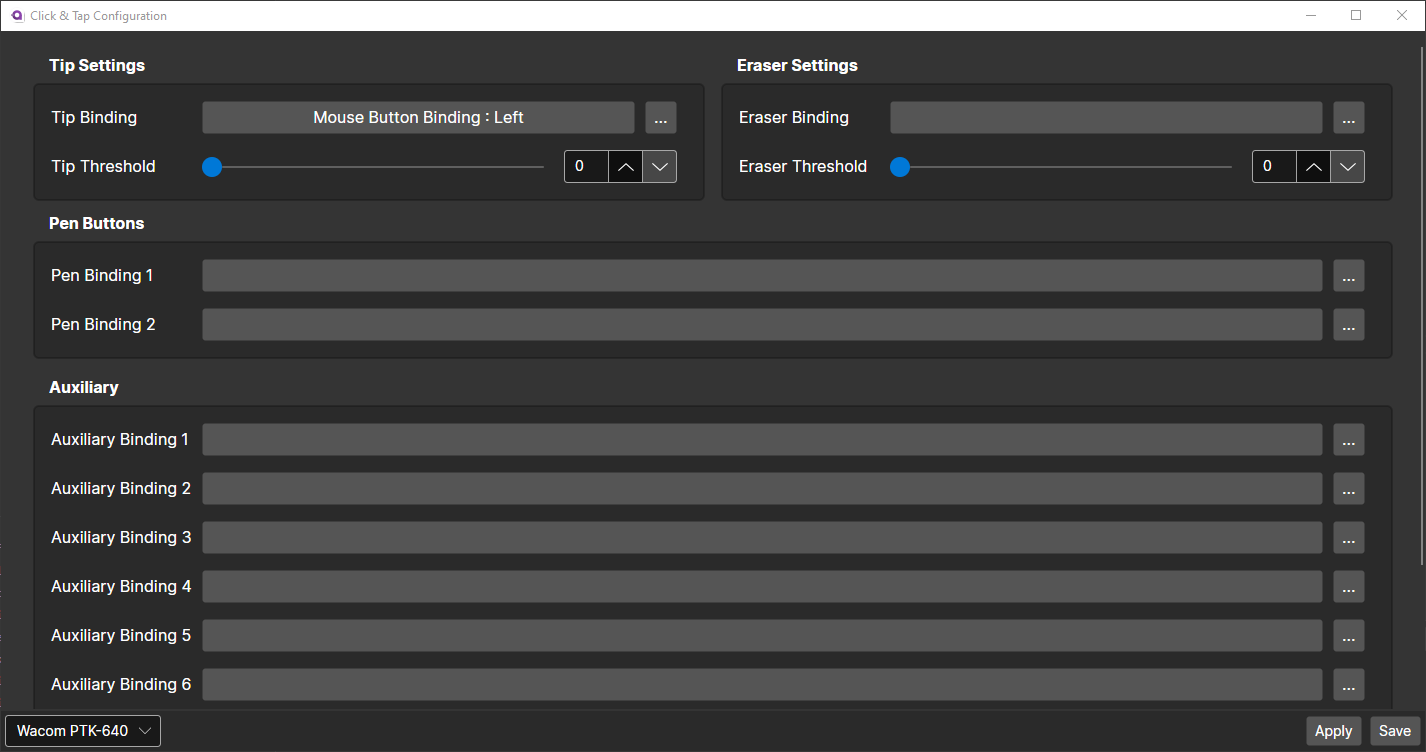 Click & Tap Configuration
Tip Settings
Tip Binding
Mouse Button Binding : Left
...
Tip Threshold
0
Eraser Settings
Eraser Binding
...
Eraser Threshold
0
Pen Buttons
Pen Binding 1
...
Pen Binding 2
...
Auxiliary
Auxiliary Binding 1
...
Auxiliary Binding 2
...
Auxiliary Binding 3
...
Auxiliary Binding 4
...
Auxiliary Binding 5
...
Auxiliary Binding 6
...
Wacom PTK-640
Apply
Save